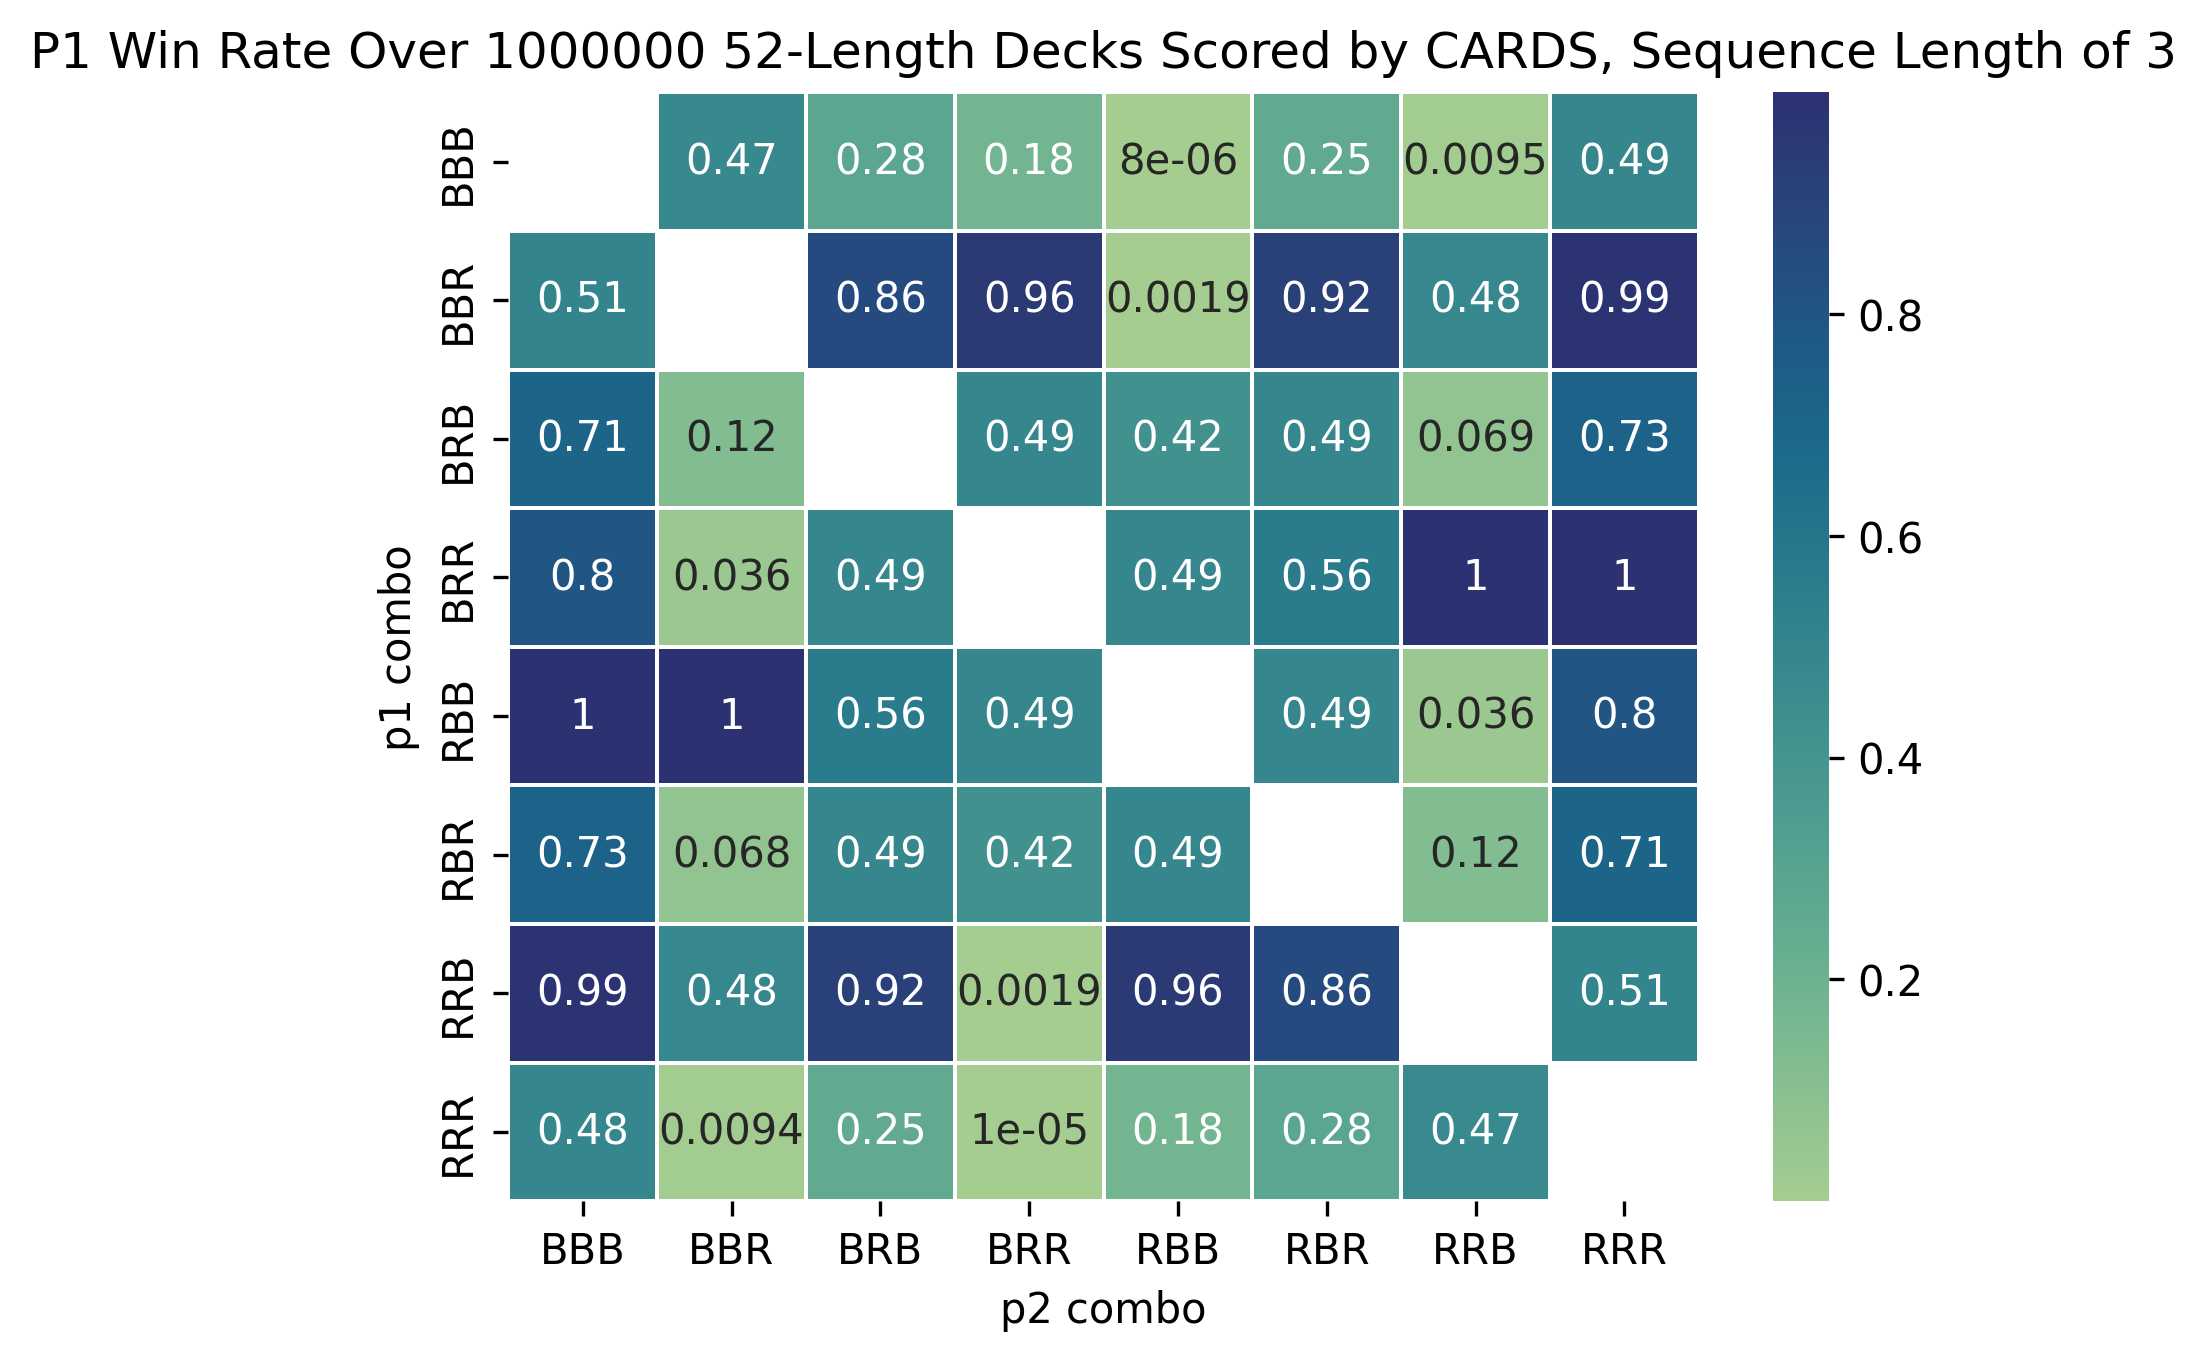 P1 Win Rate Over 1000000 52-Length Decks Scored by CARDS, Sequence Length of 3
BBB 0.47 0.28 0.18 8e-06 0.25 0.0095 0.49
BBR 0.51 0.86 0.96 0.0019 0.92 0.48 0.99
BRB 0.71 0.12 0.49 0.42 0.49 0.069 0.73
BRR 0.8 0.036 0.49 0.49 0.56 1 1
RBB 1 1 0.56 0.49 0.49 0.036 0.8
RBR 0.73 0.068 0.49 0.42 0.49 0.12 0.71
RRB 0.99 0.48 0.92 0.0019 0.96 0.86 0.51
RRR 0.48 0.0094 0.25 1e-05 0.18 0.28 0.47
BBB BBR BRB BRR RBB RBR RRB RRR
p2 combo
p1 combo
0.8
0.6
0.4
0.2